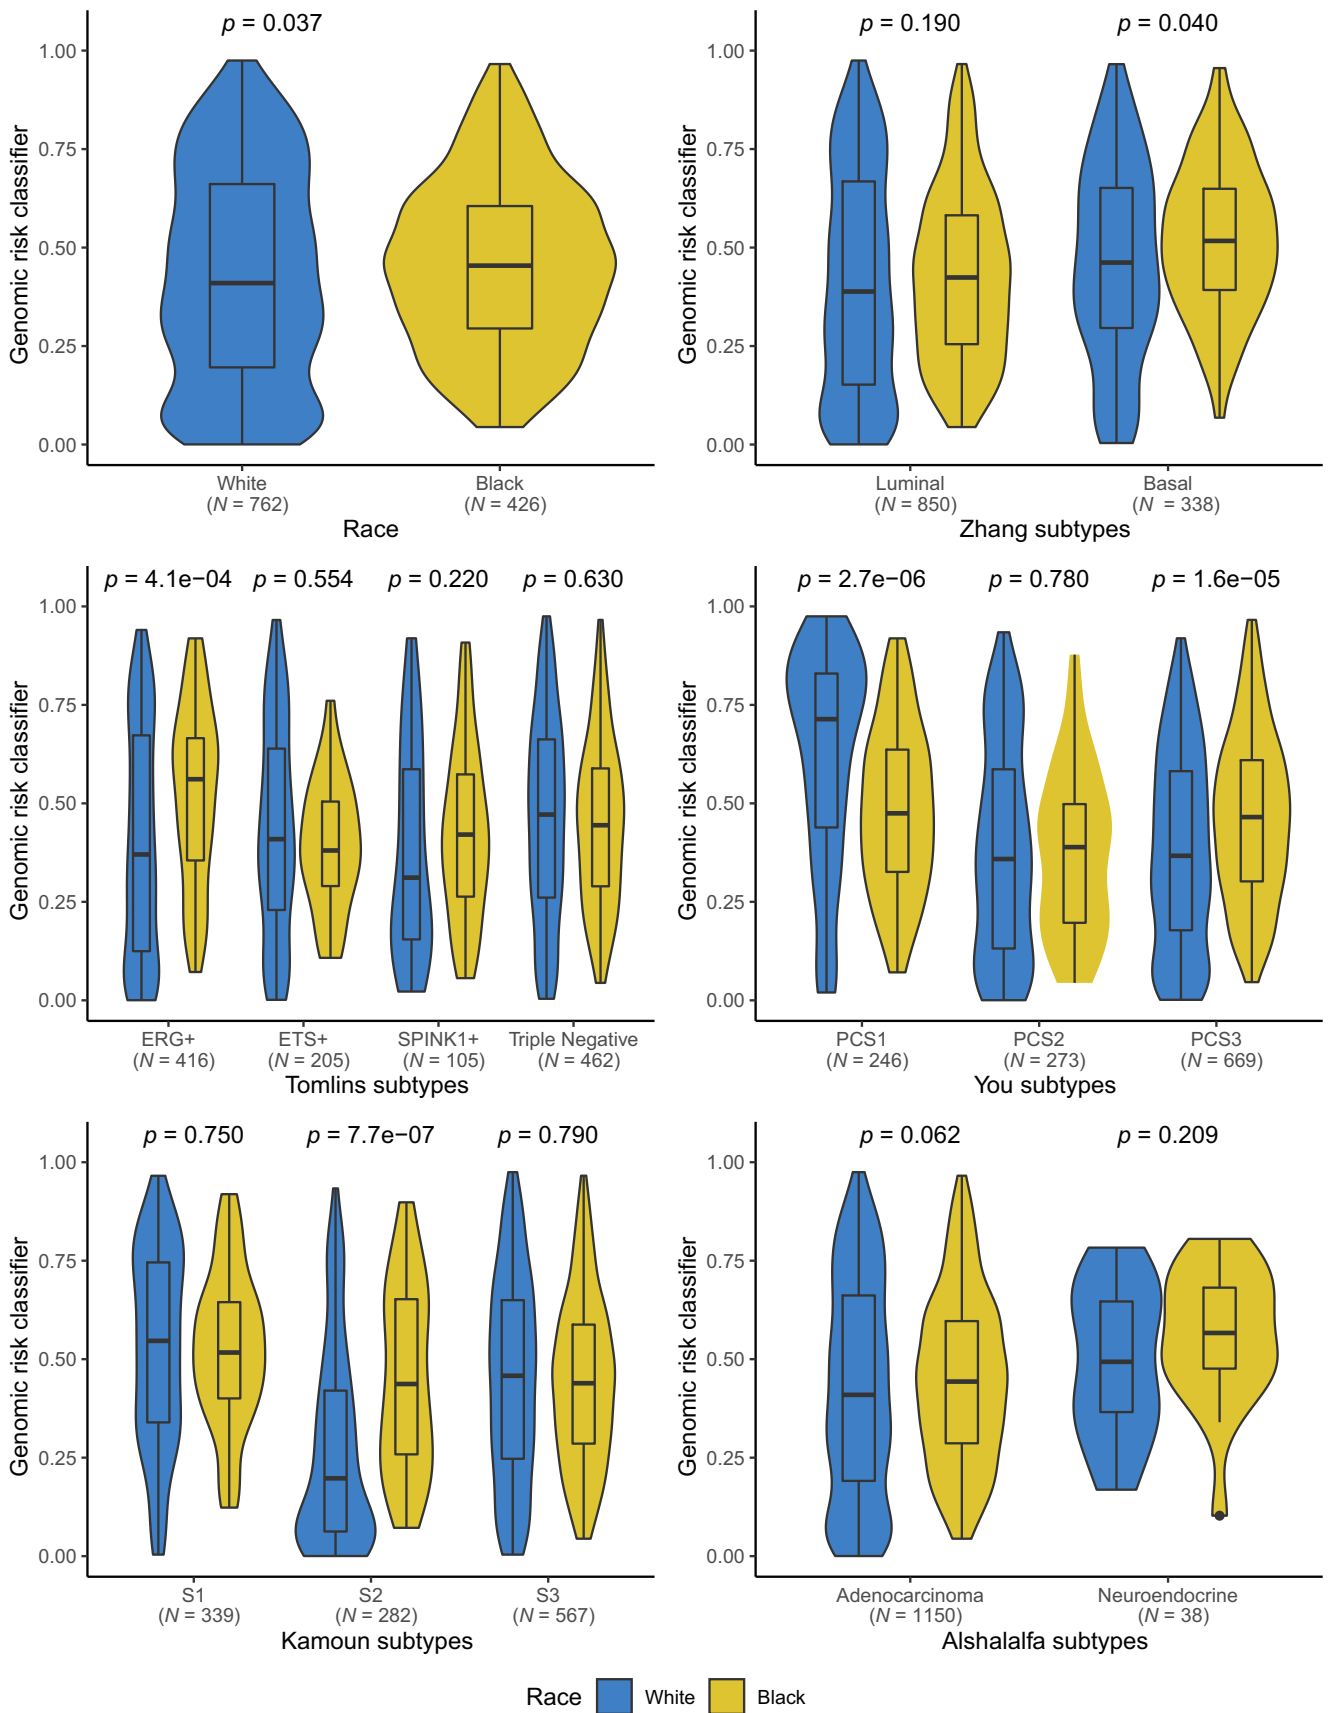 p = 0.037
1.00
0.75
0.50
0.25
0.00
Genomic risk classifier
White
Black
(N = 762)
(N = 426)
Race
p = 0.190
p = 0.040
1.00
0.75
0.50
0.25
0.00
Genomic risk classifier
Luminal
Basal
(N = 850)
(N = 338)
Zhang subtypes
p = 4.1e−04
p = 0.554
p = 0.220
p = 0.630
1.00
0.75
0.50
0.25
0.00
Genomic risk classifier
ERG+
ETS+
SPINK1+
Triple Negative
(N = 416)
(N = 205)
(N = 105)
(N = 462)
Tomlins subtypes
p = 2.7e−06
p = 0.780
p = 1.6e−05
1.00
0.75
0.50
0.25
0.00
Genomic risk classifier
PCS1
PCS2
PCS3
(N = 246)
(N = 273)
(N = 669)
You subtypes
p = 0.750
p = 7.7e−07
p = 0.790
1.00
0.75
0.50
0.25
0.00
Genomic risk classifier
S1
S2
S3
(N = 339)
(N = 282)
(N = 567)
Kamoun subtypes
p = 0.062
p = 0.209
1.00
0.75
0.50
0.25
0.00
Genomic risk classifier
Adenocarcinoma
Neuroendocrine
(N = 1150)
(N = 38)
Alshalalfa subtypes
Race White Black